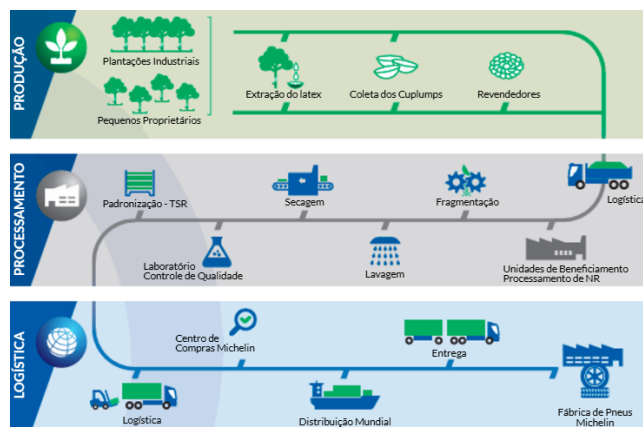 PRODUÇÃO
Plantações Industriais
Pequenos Proprietários
Extração do latex
Coleta dos Cuplumps
Revendedores
PROCESSAMENTO
Padronização - TSR
Secagem
Fragmentação
Logística
Laboratório
Controle de Qualidade
Lavagem
Unidades de Beneficiamento
Processamento de NR
LOGÍSTICA
Centro de
Compras Michelin
Entrega
Logística
Distribuição Mundial
Fábrica de Pneus
Michelin